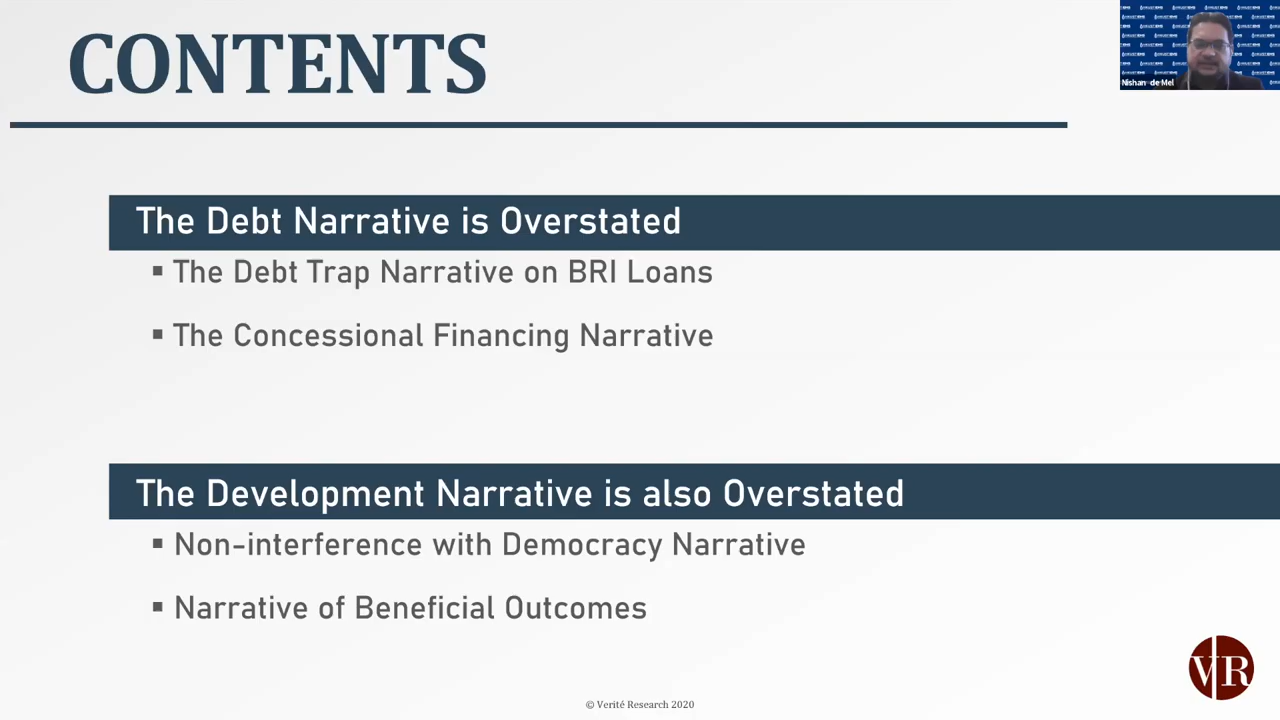 CONTENTS
Nishan de Mel
The Debt Narrative is Overstated
▪ The Debt Trap Narrative on BRI Loans
▪ The Concessional Financing Narrative
The Development Narrative is also Overstated
▪ Non-interference with Democracy Narrative
▪ Narrative of Beneficial Outcomes
VR
© Verité Research 2020